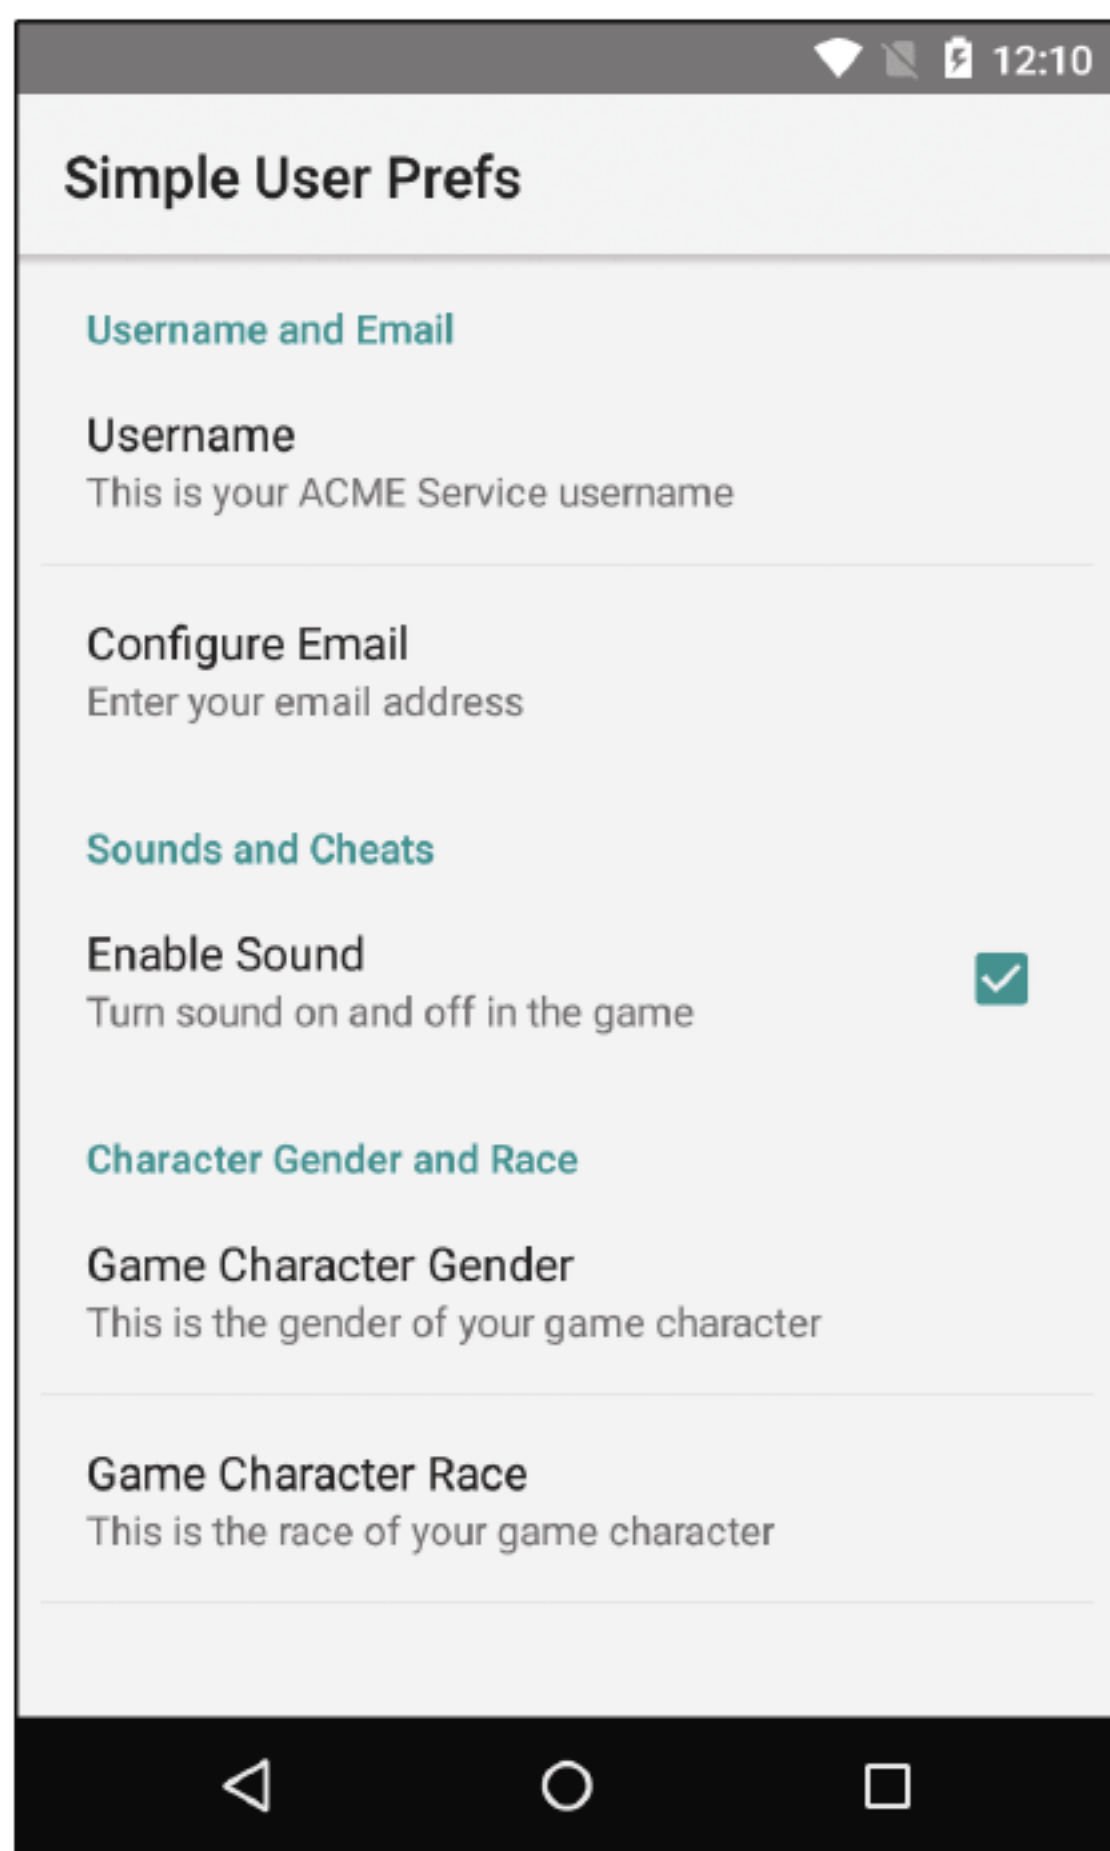 12:10
Simple User Prefs
Username and Email
Username
This is your ACME Service username
Configure Email
Enter your email address
Sounds and Cheats
Enable Sound
Turn sound on and off in the game
Character Gender and Race
Game Character Gender
This is the gender of your game character
Game Character Race
This is the race of your game character